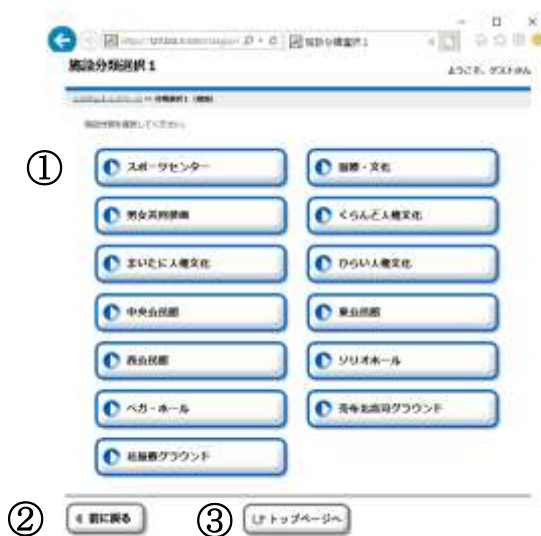 施設分類選択1
ようこそ、ゲストさん
施設分類を選択してください。
① スポーツセンター
国際・文化
男女共同参画
くらんど人権文化
まいたに人権文化
ひらい人権文化
中央公民館
東公民館
西公民館
ソリオホール
ベガ・ホール
売布北高司グラウンド
花屋敷グラウンド
② 前に戻る
③ トップページへ